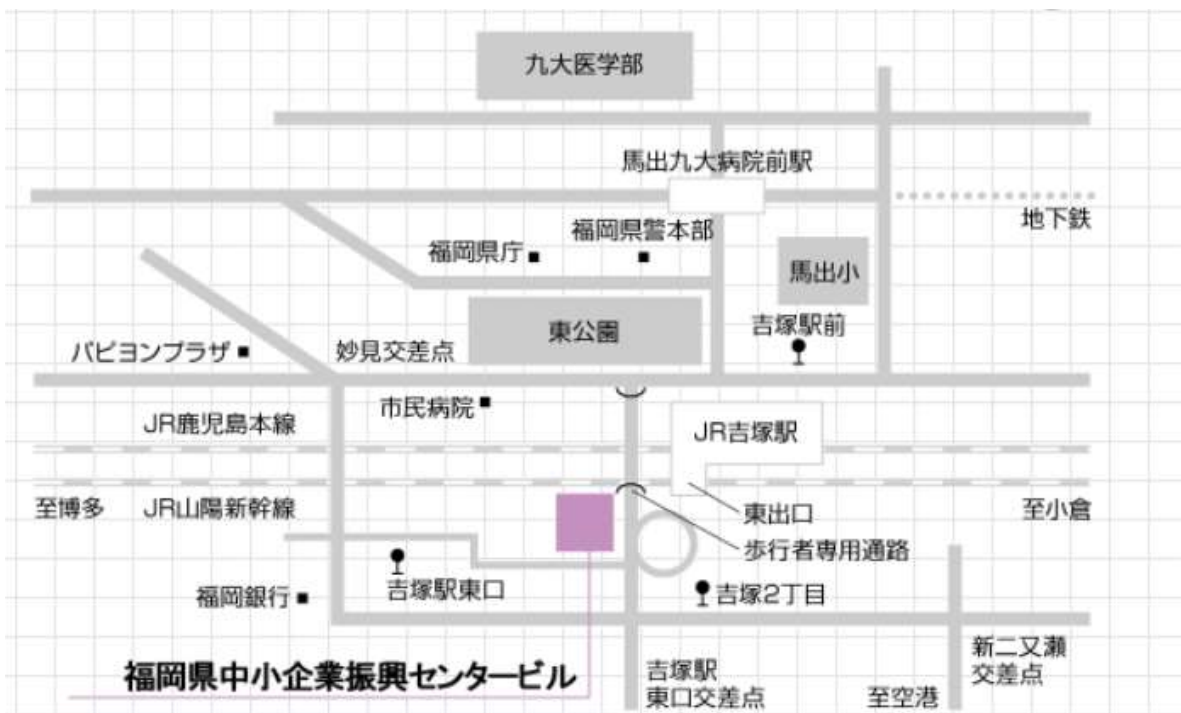 九大医学部
馬出九大病院前駅
地下鉄
福岡県警本部
福岡県庁
馬出小
東公園
吉塚駅前
パピヨンプラザ
妙見交差点
市民病院
JR鹿児島本線
JR吉塚駅
至博多
JR山陽新幹線
東出口
至小倉
歩行者専用通路
吉塚駅東口
吉塚2丁目
福岡銀行
福岡県中小企業振興センタービル
吉塚駅
東口交差点
新二又瀬
交差点
至空港